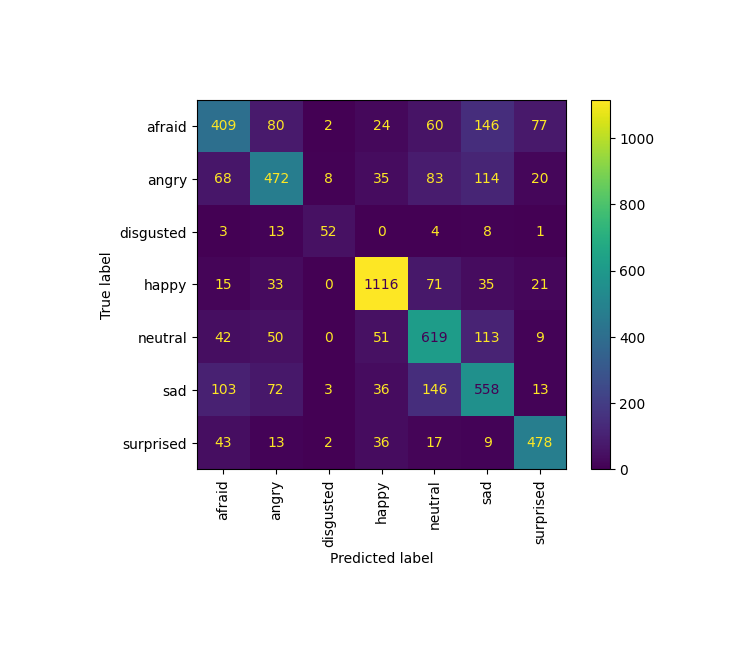 afraid 409 80 2 24 60 146 77
angry 68 472 8 35 83 114 20
disgusted 3 13 52 0 4 8 1
happy 15 33 0 1116 71 35 21
neutral 42 50 0 51 619 113 9
sad 103 72 3 36 146 558 13
surprised 43 13 2 36 17 9 478
True label
afraid angry disgusted happy neutral sad surprised
Predicted label
1000
800
600
400
200
0